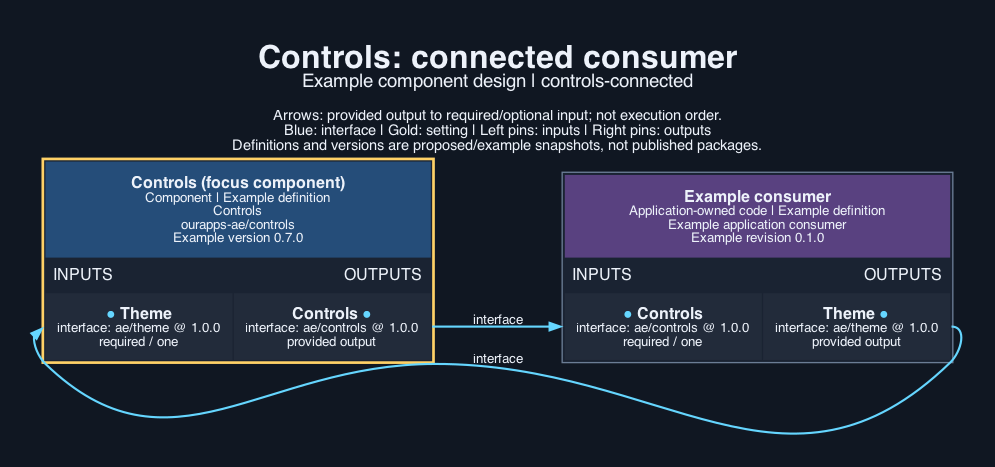 Controls: connected consumer
Example component design | controls-connected
Arrows: provided output to required/optional input; not execution order.
Blue: interface | Gold: setting | Left pins: inputs | Right pins: outputs
Definitions and versions are proposed/example snapshots, not published packages.
Controls (focus component)
Component | Example definition
Controls
ourapps-ae/controls
Example version 0.7.0
INPUTS
OUTPUTS
● Theme
interface: ae/theme @ 1.0.0
required / one
Controls ●
interface: ae/controls @ 1.0.0
provided output
interface
interface
Example consumer
Application-owned code | Example definition
Example application consumer
Example revision 0.1.0
INPUTS
OUTPUTS
● Controls
interface: ae/controls @ 1.0.0
required / one
Theme ●
interface: ae/theme @ 1.0.0
provided output